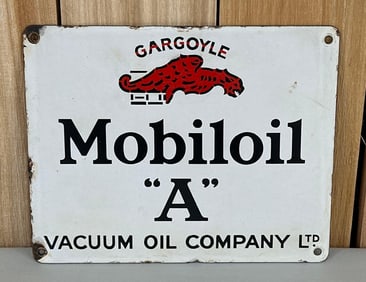 GARGOYLE
Mobiloil
"A"
VACUUM OIL COMPANY LTD